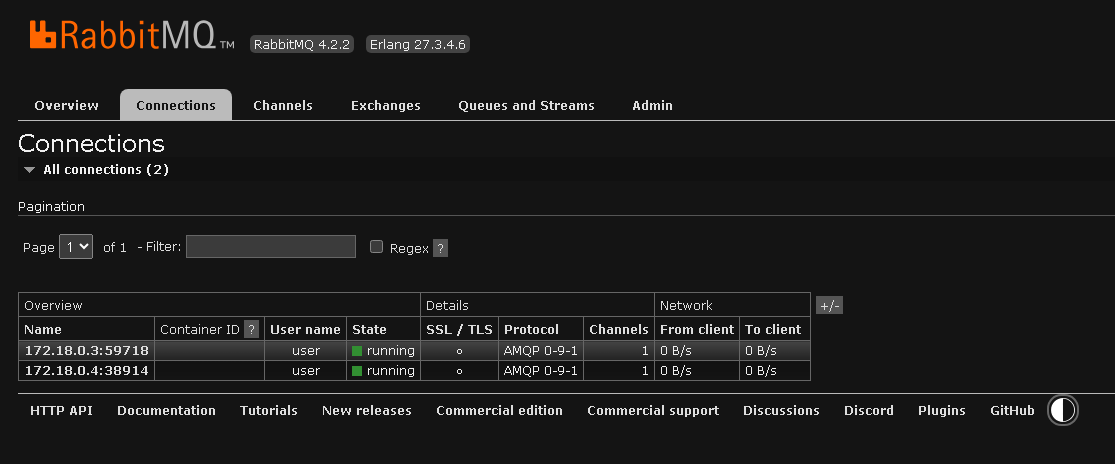 RabbitMQ TM RabbitMQ 4.2.2 Erlang 27.3.4.6
Overview Connections Channels Exchanges Queues and Streams Admin
Connections
All connections (2)
Pagination
Page 1 of 1 - Filter: Regex ?
Overview Details Network +/-
Name Container ID ? User name State SSL / TLS Protocol Channels From client To client
172.18.0.3:59718 user running ○ AMQP 0-9-1 1 0 B/s 0 B/s
172.18.0.4:38914 user running ○ AMQP 0-9-1 1 0 B/s 0 B/s
HTTP API Documentation Tutorials New releases Commercial edition Commercial support Discussions Discord Plugins GitHub